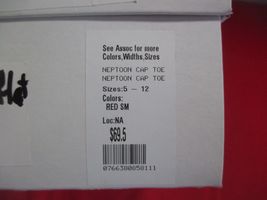 See Assoc for more
Colors,Widths,Sizes
NEPTOON CAP TOE
NEPTOON CAP TOE
Sizes:5 - 12
Colors:
RED SM
Loc:NA
$69.5
0766380058111